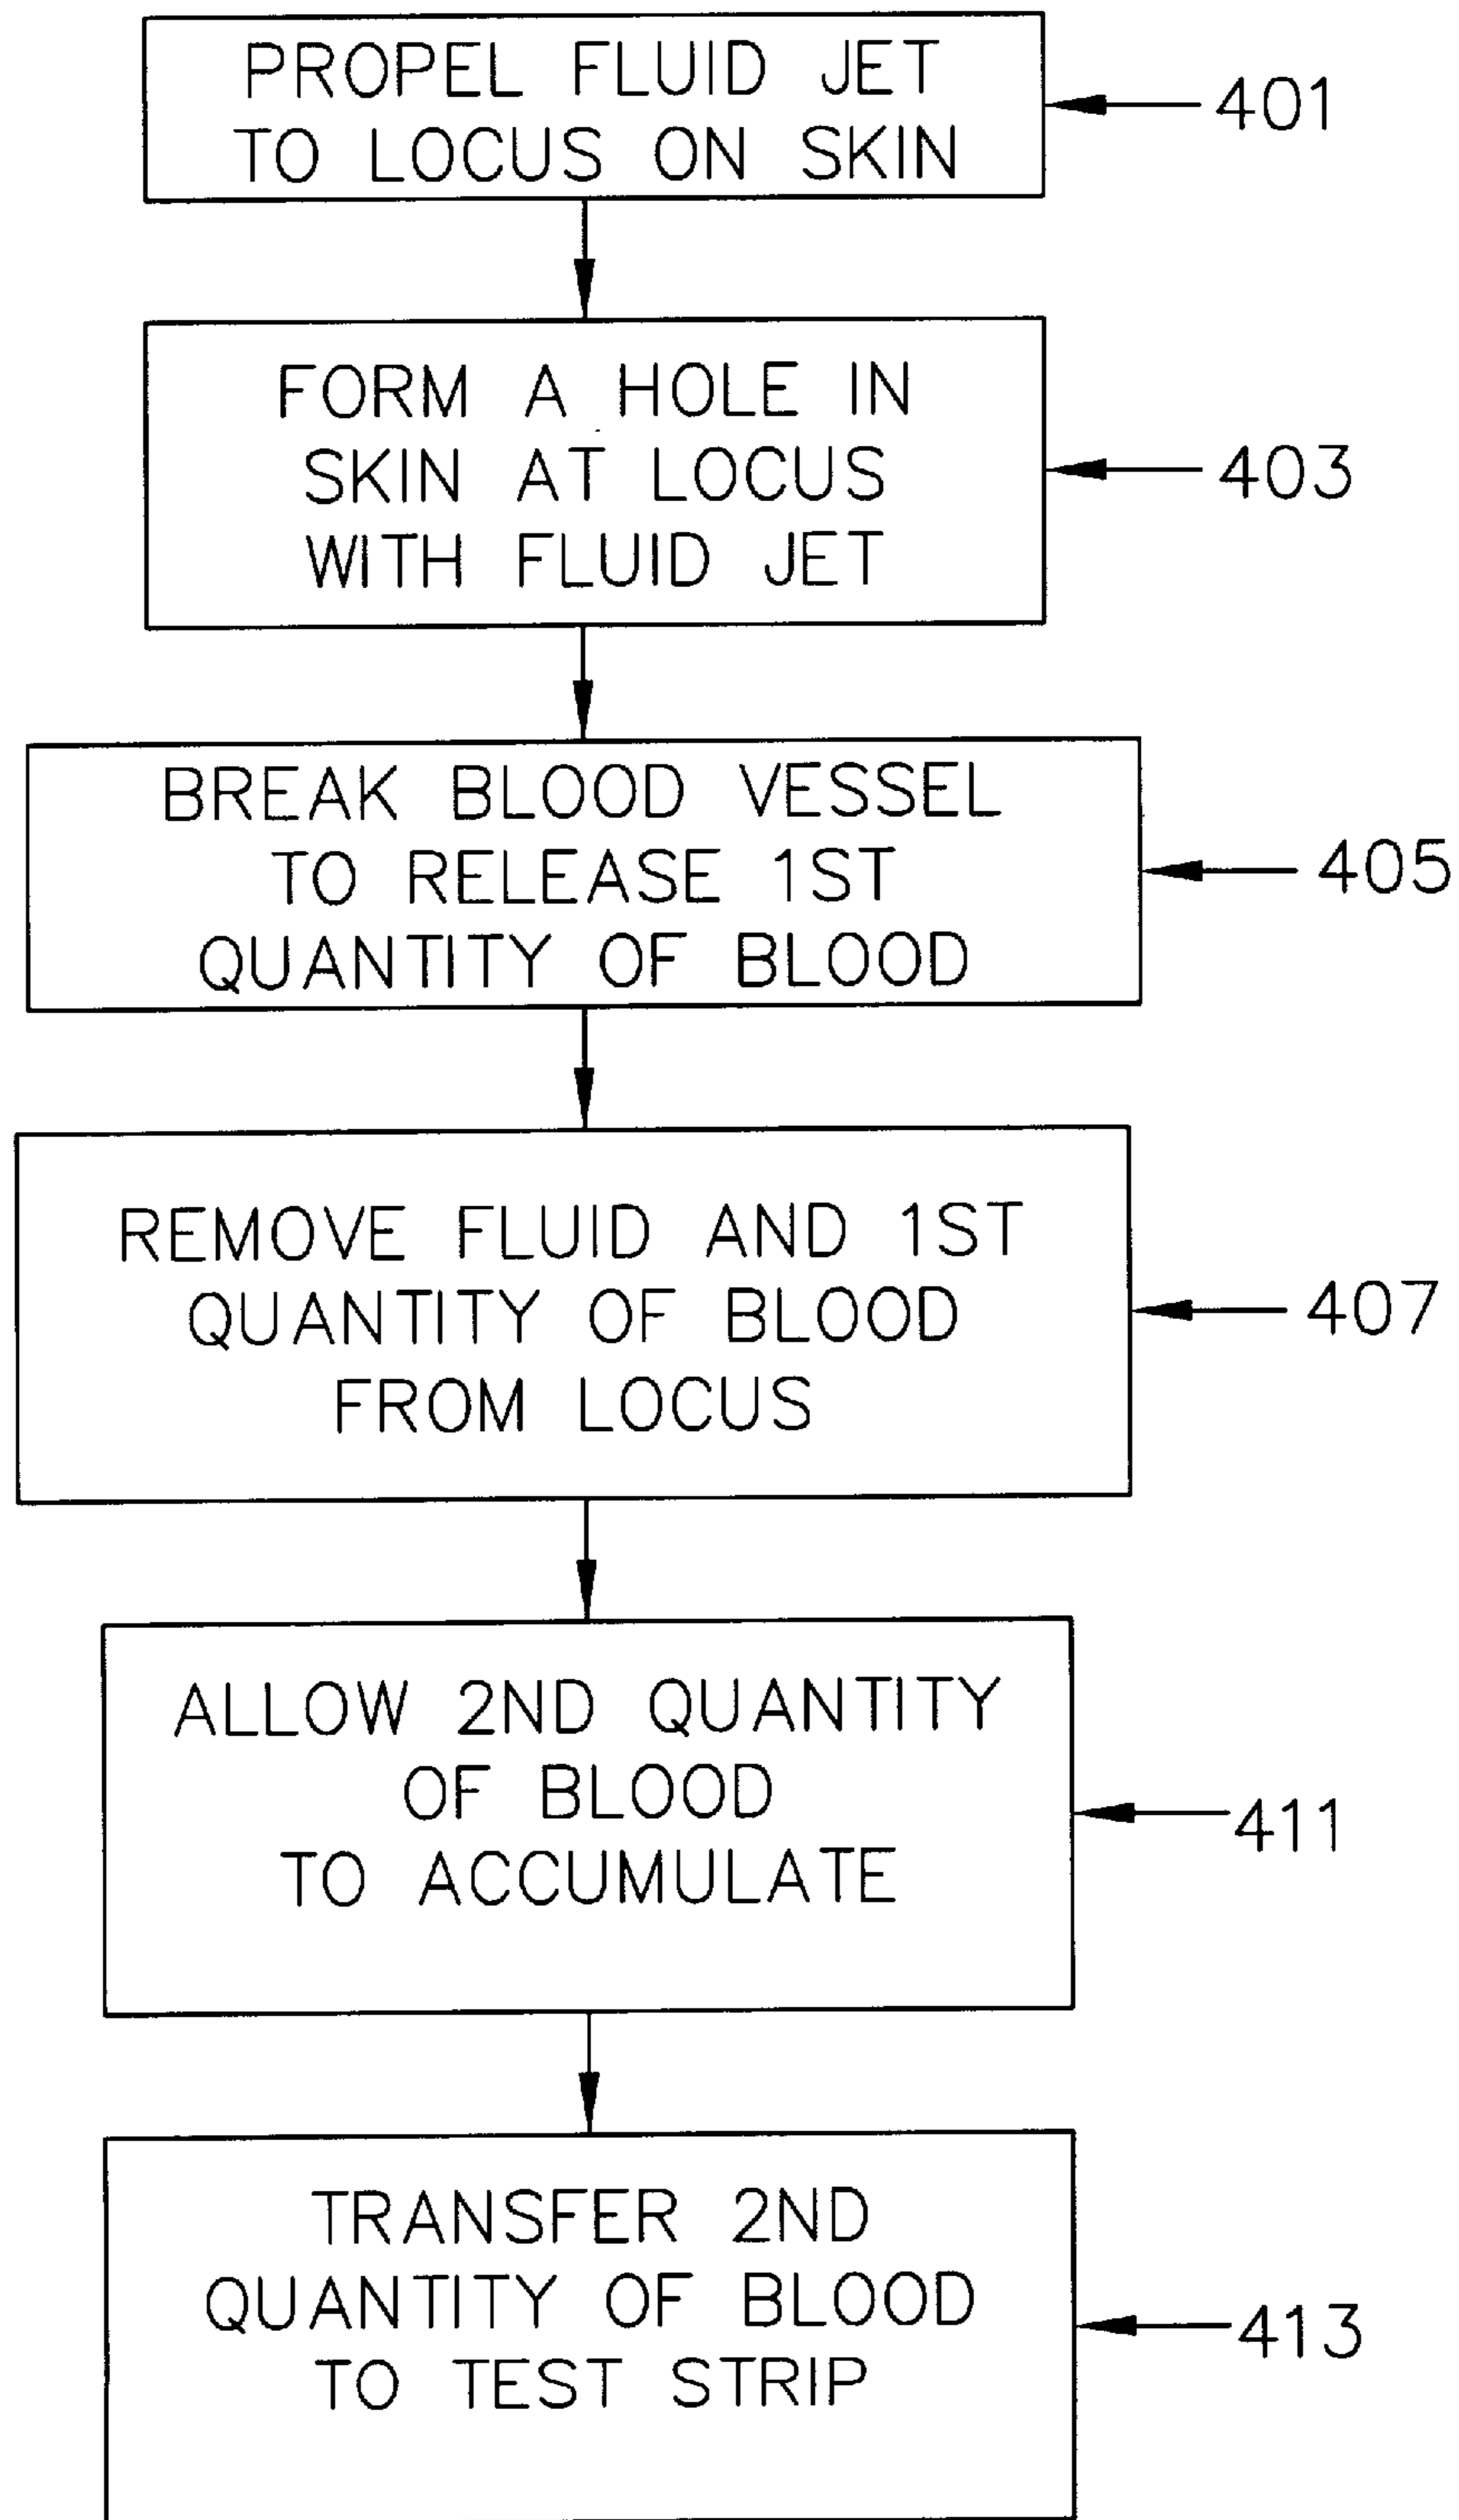 PROPEL FLUID JET
TO LOCUS ON SKIN
401
FORM A HOLE IN
SKIN AT LOCUS
WITH FLUID JET
403
BREAK BLOOD VESSEL
TO RELEASE 1ST
QUANTITY OF BLOOD
405
REMOVE FLUID AND 1ST
QUANTITY OF BLOOD
FROM LOCUS
407
ALLOW 2ND QUANTITY
OF BLOOD
TO ACCUMULATE
411
TRANSFER 2ND
QUANTITY OF BLOOD
TO TEST STRIP
413